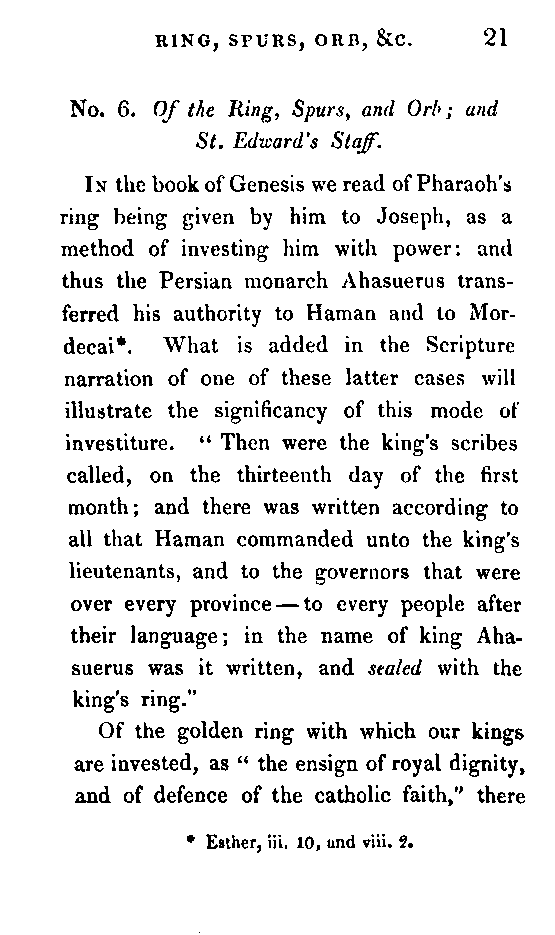 RING, SPURS, ORB, &c. 21
No. 6. Of the Ring, Spurs, and Orb; and
St. Edward's Staff.
In the book of Genesis we read of Pharaoh's
ring being given by him to Joseph, as a
method of investing him with power: and
thus the Persian monarch Ahasuerus trans-
ferred his authority to Haman and to Mor-
decai*. What is added in the Scripture
narration of one of these latter cases will
illustrate the significancy of this mode of
investiture. “ Then were the king's scribes
called, on the thirteenth day of the first
month; and there was written according to
all that Haman commanded unto the king's
lieutenants, and to the governors that were
over every province—to every people after
their language; in the name of king Aha-
suerus was it written, and sealed with the
king's ring.”
Of the golden ring with which our kings
are invested, as “ the ensign of royal dignity,
and of defence of the catholic faith,” there
* Esther, iii. 10, and viii. 2.